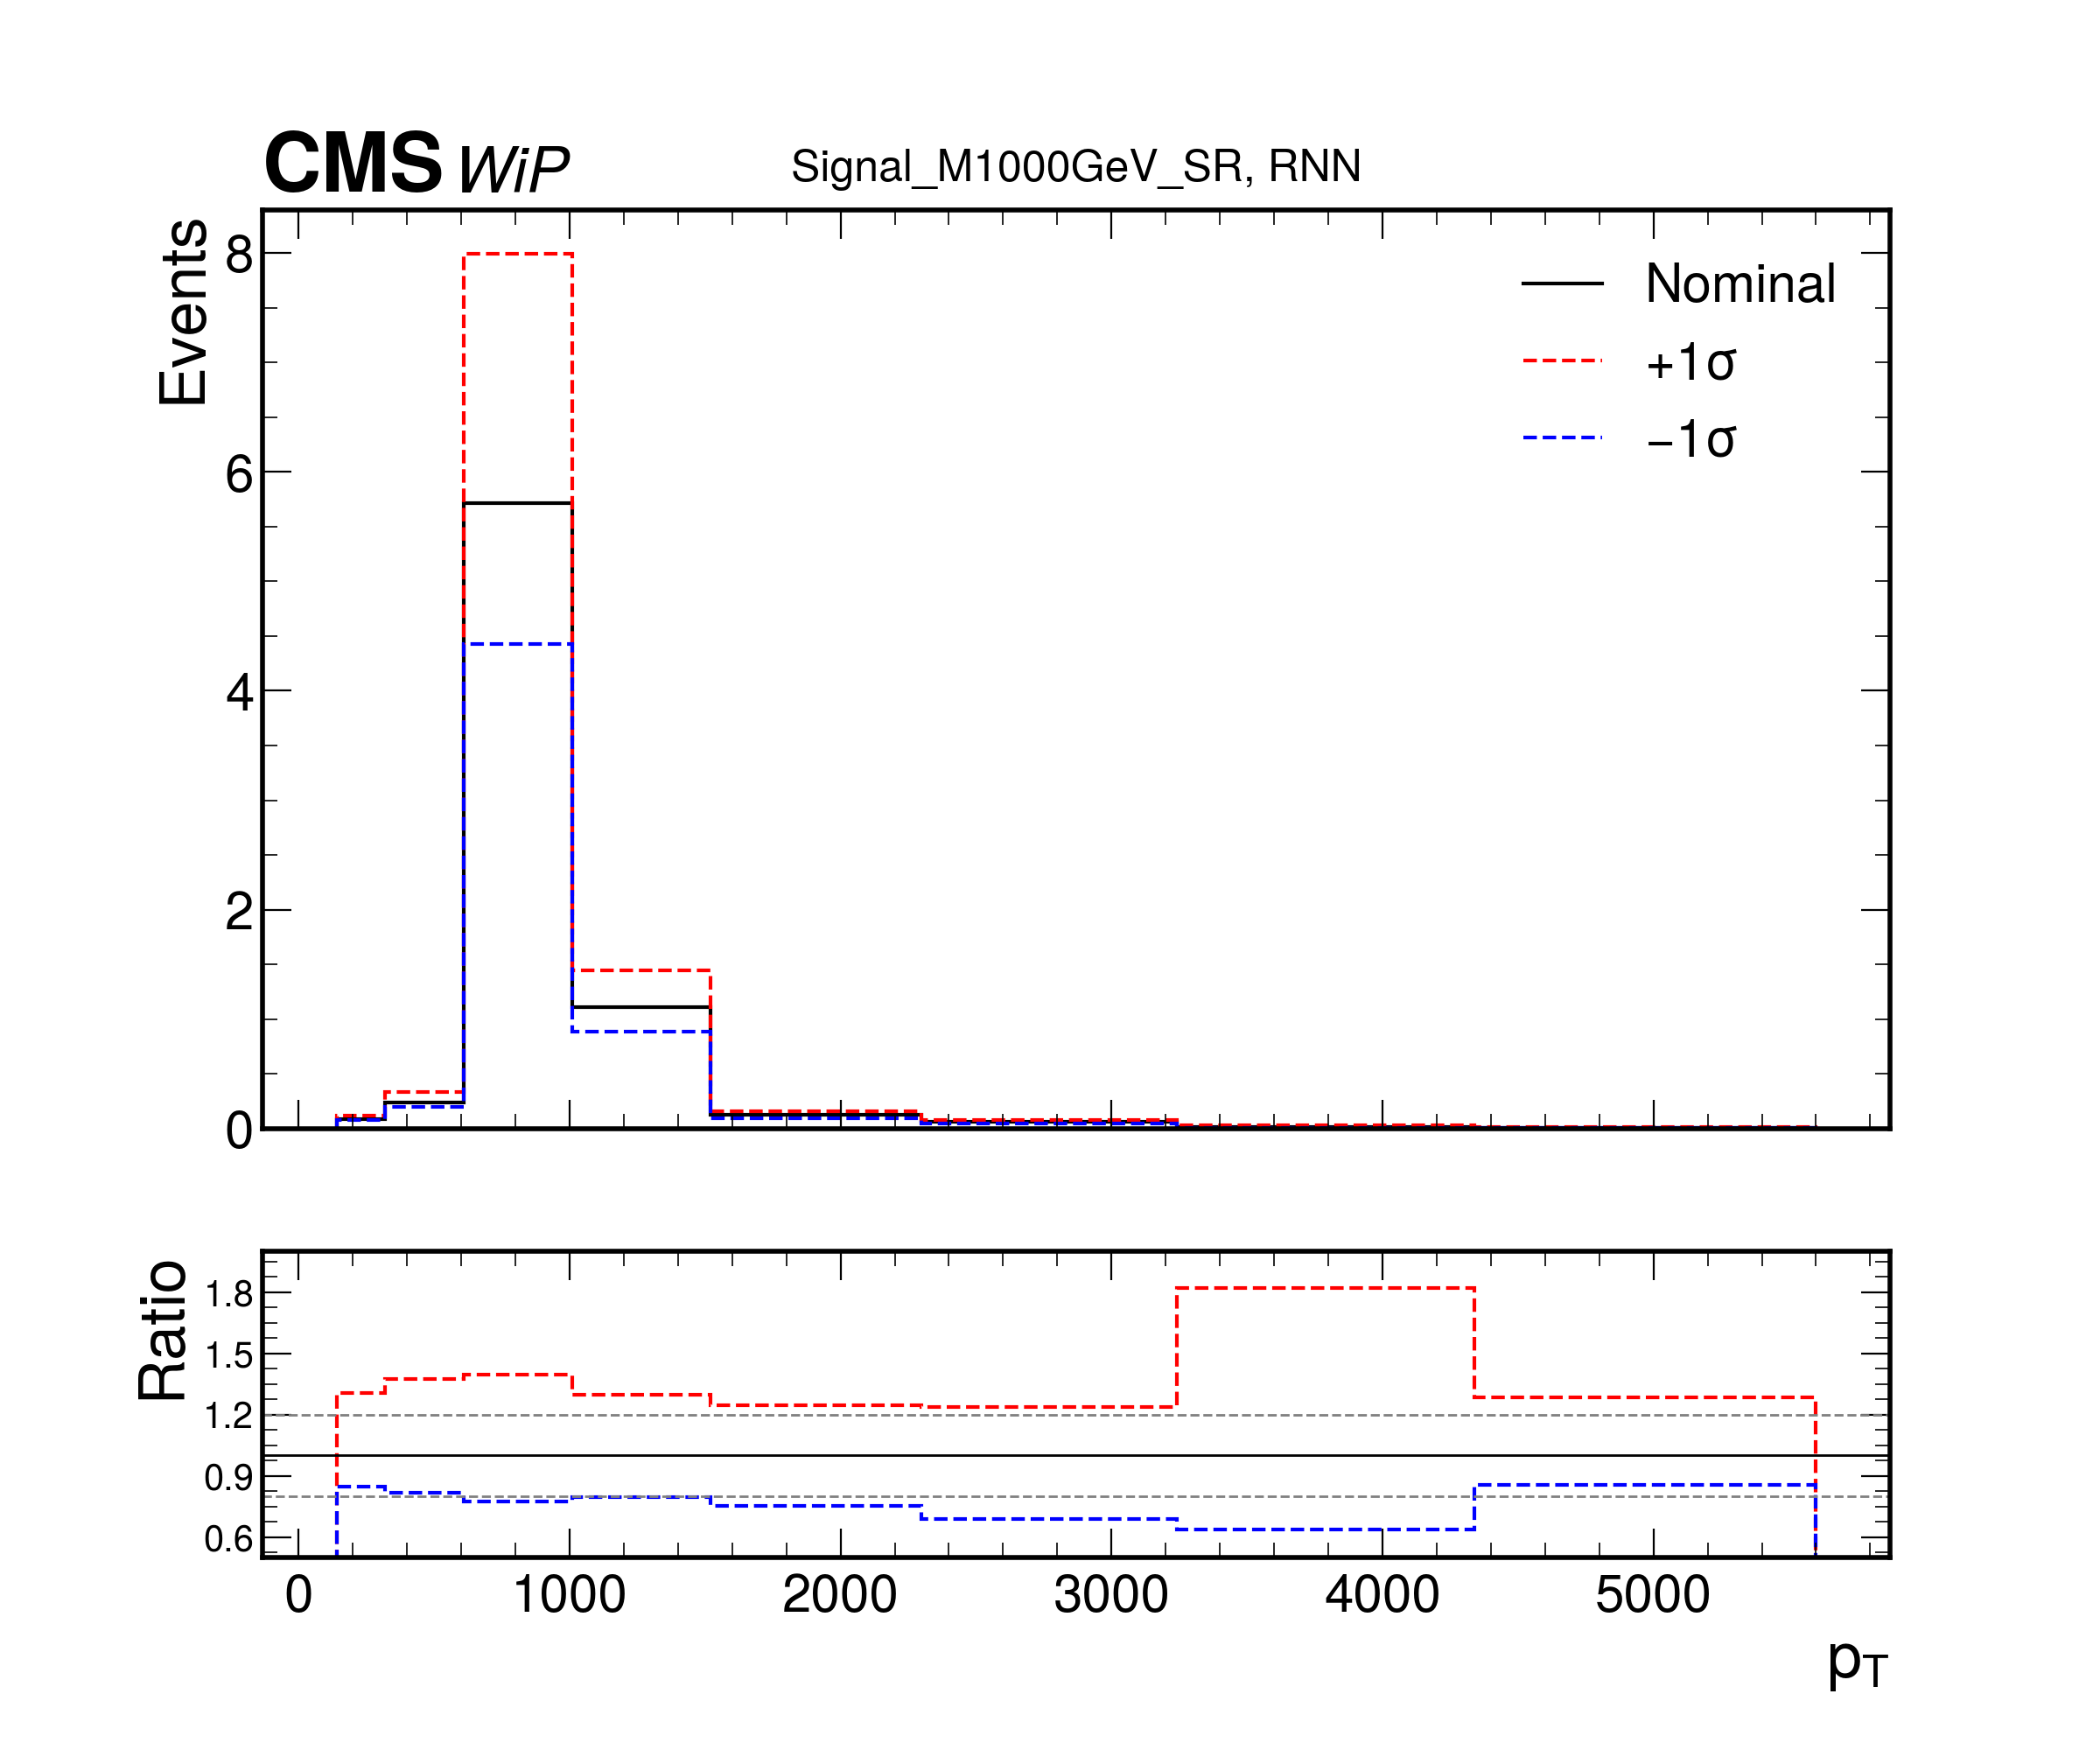 CMS WiP Signal_M1000GeV_SR, RNN
Events
8
6
4
2
0
Nominal
+1σ
−1σ
Ratio
1.8
1.5
1.2
0.9
0.6
0 1000 2000 3000 4000 5000
pT